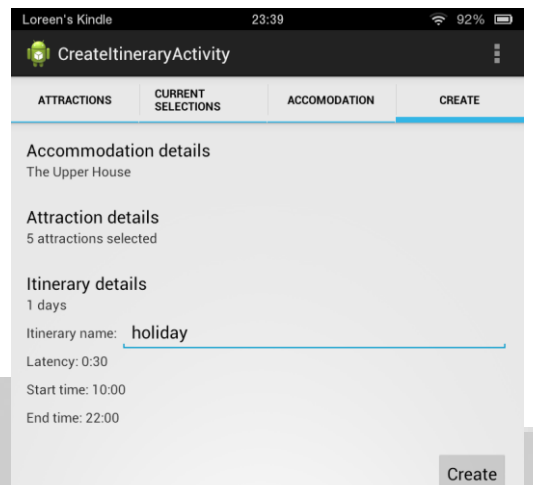 Loreen's Kindle 23:39 92%
CreateItineraryActivity
ATTRACTIONS CURRENT SELECTIONS ACCOMODATION CREATE
Accommodation details
The Upper House
Attraction details
5 attractions selected
Itinerary details
1 days
Itinerary name: holiday
Latency: 0:30
Start time: 10:00
End time: 22:00
Create